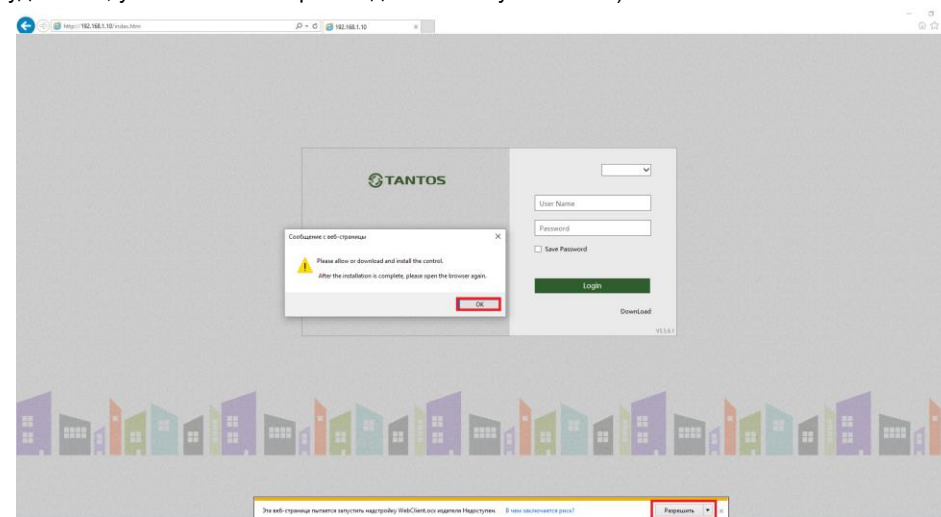 http://192.168.1.10/index.htm
192.168.1.10
TANTOS
User Name
Password
Save Password
Login
DownLoad
Сообщение с веб-страницы
Please allow or download and install the control.
After the installation is complete, please open the browser again.
OK
Эта веб-страница пытается запустить надстройку WebClient.ocx издателя Недоступен. В чем заключается риск? Разрешить